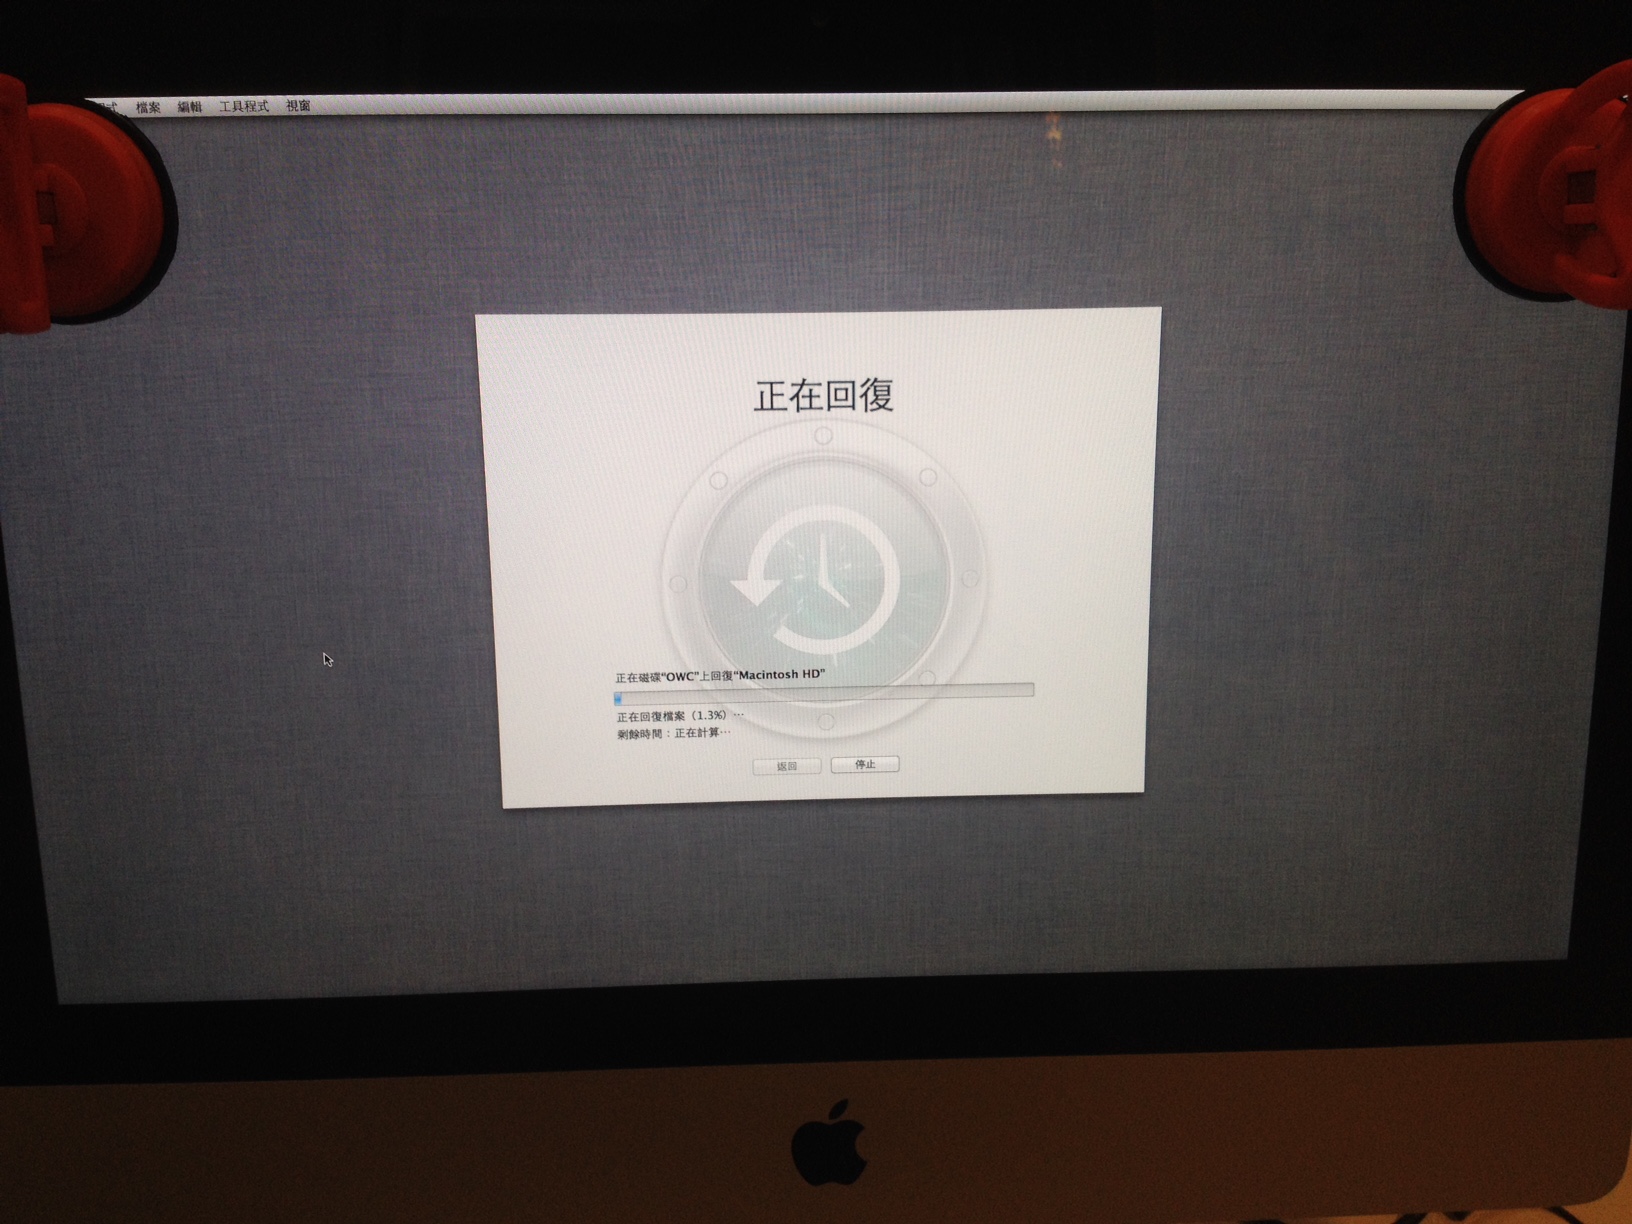 檔案 編輯 工具程式 視窗
正在回復
正在磁碟“OWC”上回復“Macintosh HD”
正在回復檔案（1.3%）…
剩餘時間：正在計算…
返回 停止